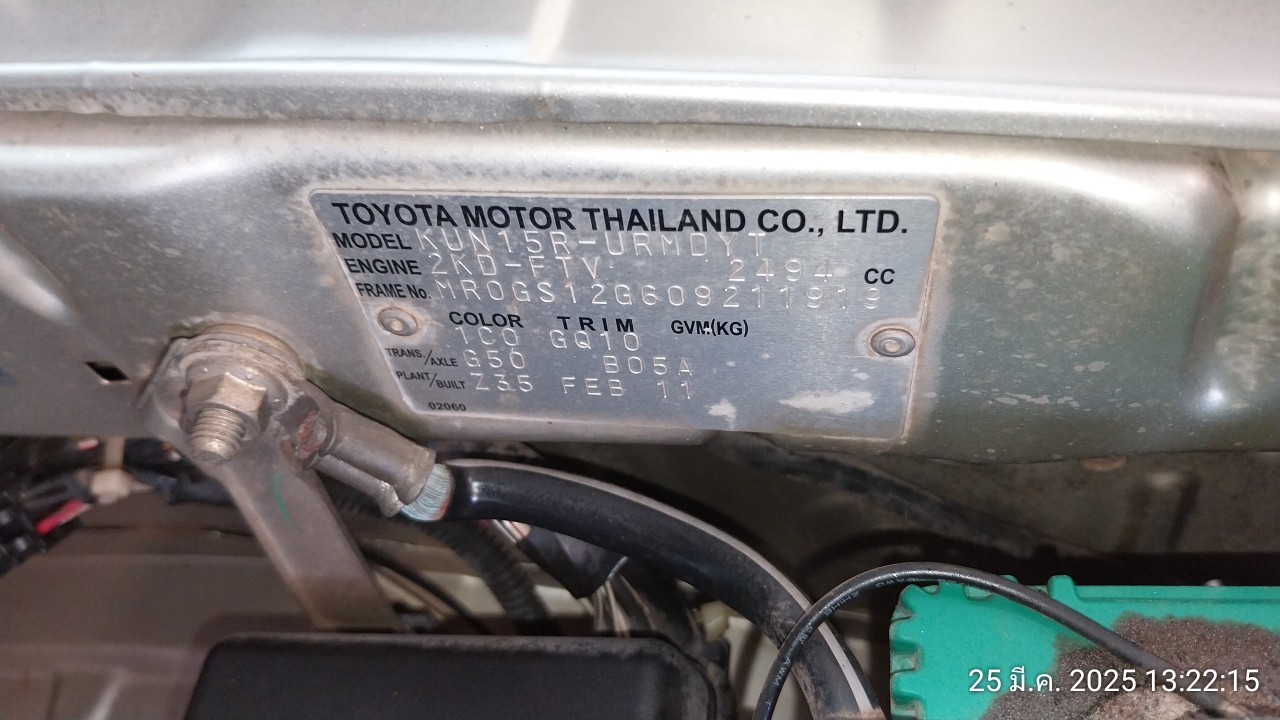 TOYOTA MOTOR THAILAND CO., LTD.
MODEL KUN15R-URMDYT
ENGINE 2KD-FTV 2494 CC
FRAME No. MR0GS12G609211919
COLOR TRIM GVM(KG)
1C0 GQ10
TRANS./AXLE G50 B05A
PLANT/BUILT Z35 FEB 11
02060
25 มี.ค. 2025 13:22:15